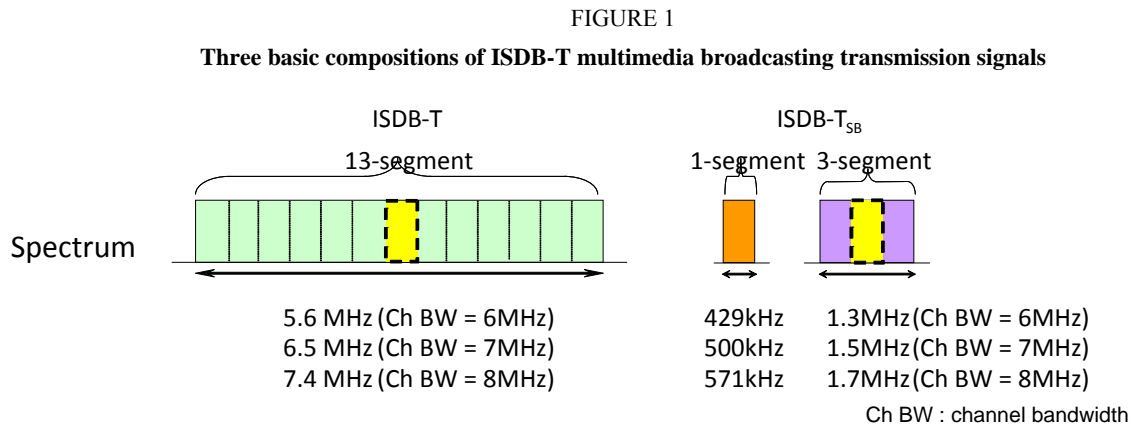 FIGURE 1
Three basic compositions of ISDB-T multimedia broadcasting transmission signals
ISDB-T
ISDB-TSB
13-segment
1-segment 3-segment
Spectrum
5.6 MHz (Ch BW = 6MHz) 429kHz 1.3MHz (Ch BW = 6MHz)
6.5 MHz (Ch BW = 7MHz) 500kHz 1.5MHz (Ch BW = 7MHz)
7.4 MHz (Ch BW = 8MHz) 571kHz 1.7MHz (Ch BW = 8MHz)
Ch BW : channel bandwidth